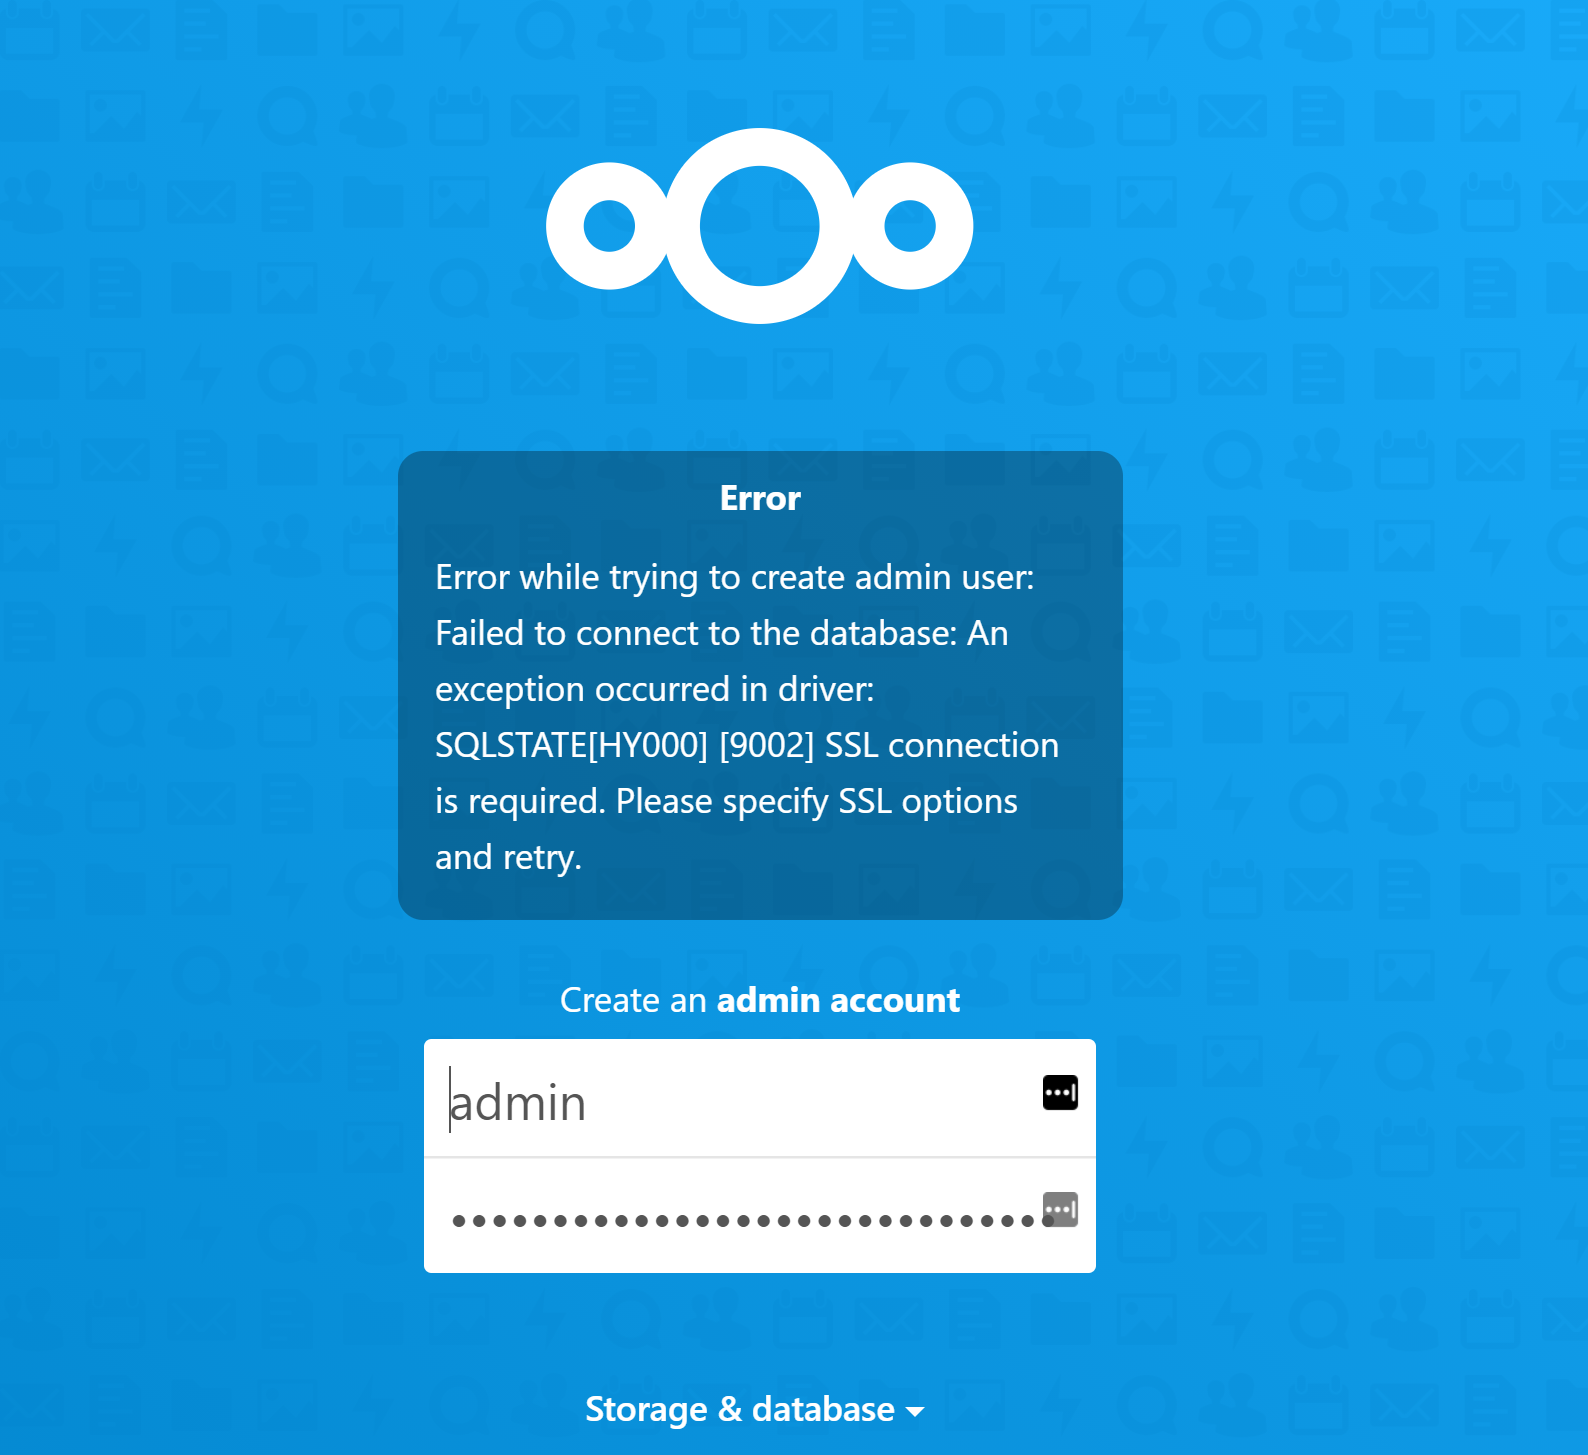 Error
Error while trying to create admin user:
Failed to connect to the database: An
exception occurred in driver:
SQLSTATE[HY000] [9002] SSL connection
is required. Please specify SSL options
and retry.
Create an admin account
admin
Storage & database